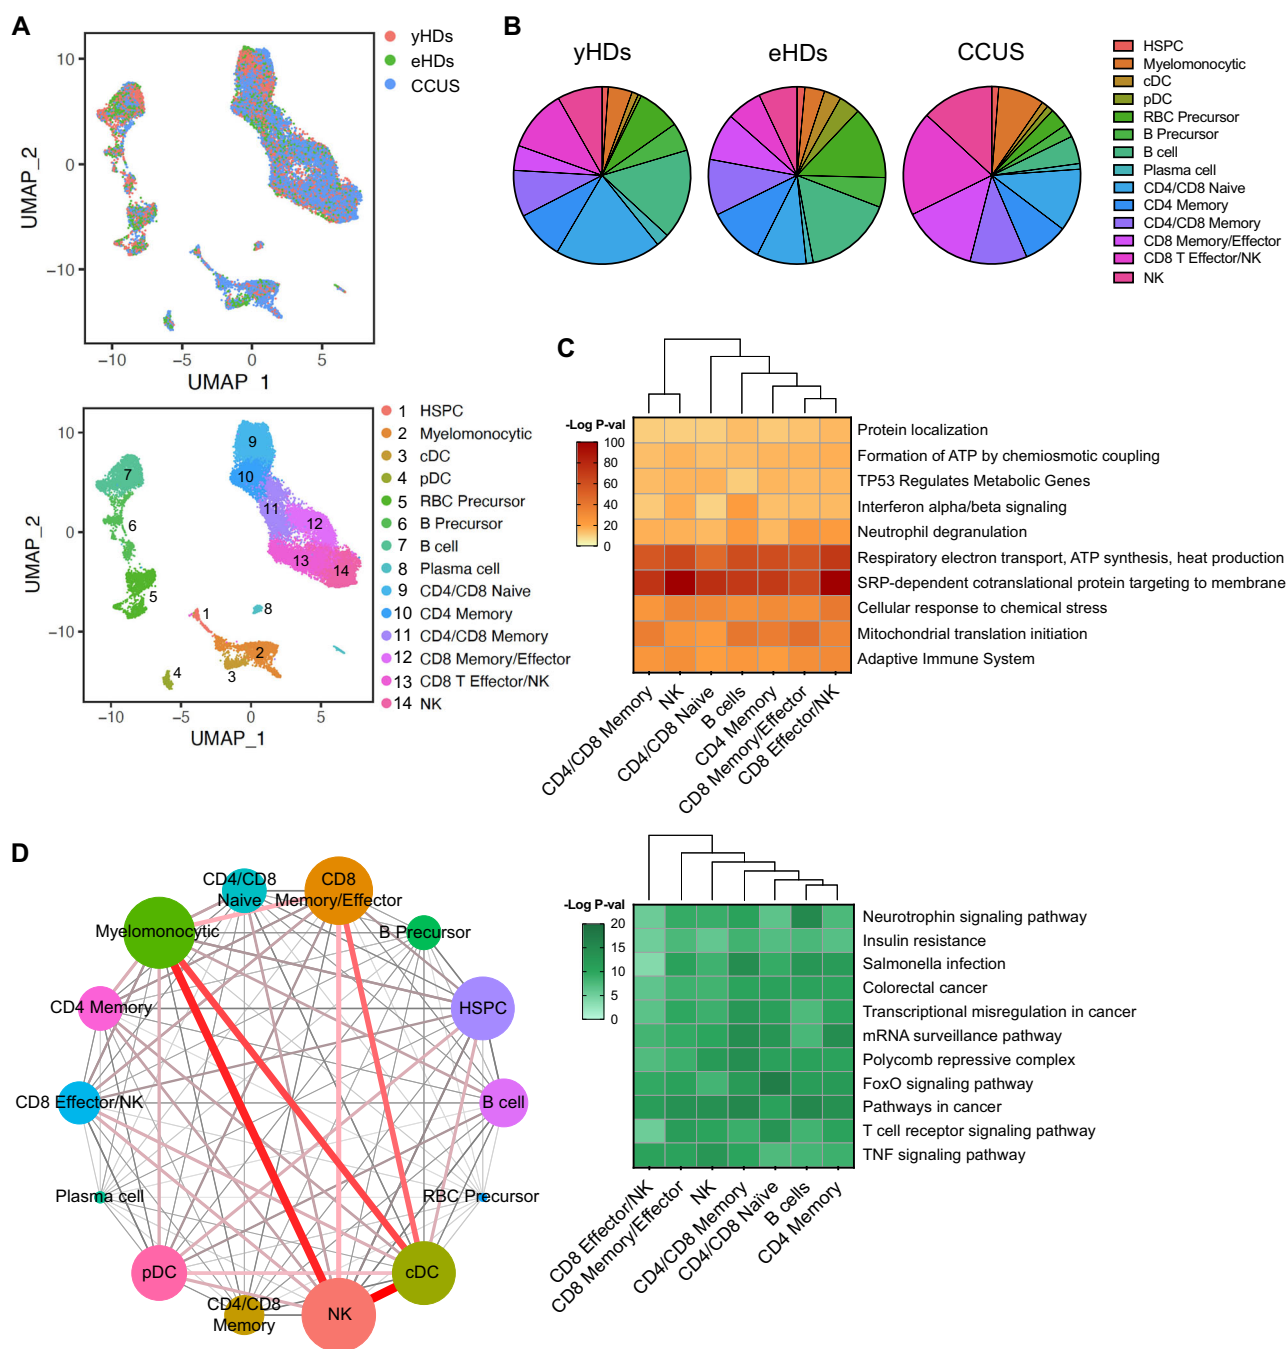 A
10
0
−10
UMAP_2
−10
−5
0
5
UMAP_1
yHDs
eHDs
CCUS
B
yHDs
eHDs
CCUS
HSPC
Myelomonocytic
cDC
pDC
RBC Precursor
B Precursor
B cell
Plasma cell
CD4/CD8 Naive
CD4 Memory
CD4/CD8 Memory
CD8 Memory/Effector
CD8 T Effector/NK
NK
10
0
−10
UMAP_2
9
7
10
11
12
6
13
14
5
1
8
2
4
3
−10
−5
0
5
UMAP_1
1 HSPC
2 Myelomonocytic
3 cDC
4 pDC
5 RBC Precursor
6 B Precursor
7 B cell
8 Plasma cell
9 CD4/CD8 Naive
10 CD4 Memory
11 CD4/CD8 Memory
12 CD8 Memory/Effector
13 CD8 T Effector/NK
14 NK
C
-Log P-val
100
80
60
40
20
0
Protein localization
Formation of ATP by chemiosmotic coupling
TP53 Regulates Metabolic Genes
Interferon alpha/beta signaling
Neutrophil degranulation
Respiratory electron transport, ATP synthesis, heat production
SRP-dependent cotranslational protein targeting to membrane
Cellular response to chemical stress
Mitochondrial translation initiation
Adaptive Immune System
CD4/CD8 Memory
NK
CD4/CD8 Naïve
B cells
CD4 Memory
CD8 Memory/Effector
CD8 Effector/NK
-Log P-val
20
15
10
5
0
Neurotrophin signaling pathway
Insulin resistance
Salmonella infection
Colorectal cancer
Transcriptional misregulation in cancer
mRNA surveillance pathway
Polycomb repressive complex
FoxO signaling pathway
Pathways in cancer
T cell receptor signaling pathway
TNF signaling pathway
CD8 Effector/NK
CD8 Memory/Effector
NK
CD4/CD8 Memory
CD4/CD8 Naïve
B cells
CD4 Memory
D
CD4/CD8
Naive
CD8
Memory/Effector
Myelomonocytic
B Precursor
CD4 Memory
HSPC
CD8 Effector/NK
B cell
Plasma cell
RBC Precursor
pDC
cDC
CD4/CD8
Memory
NK